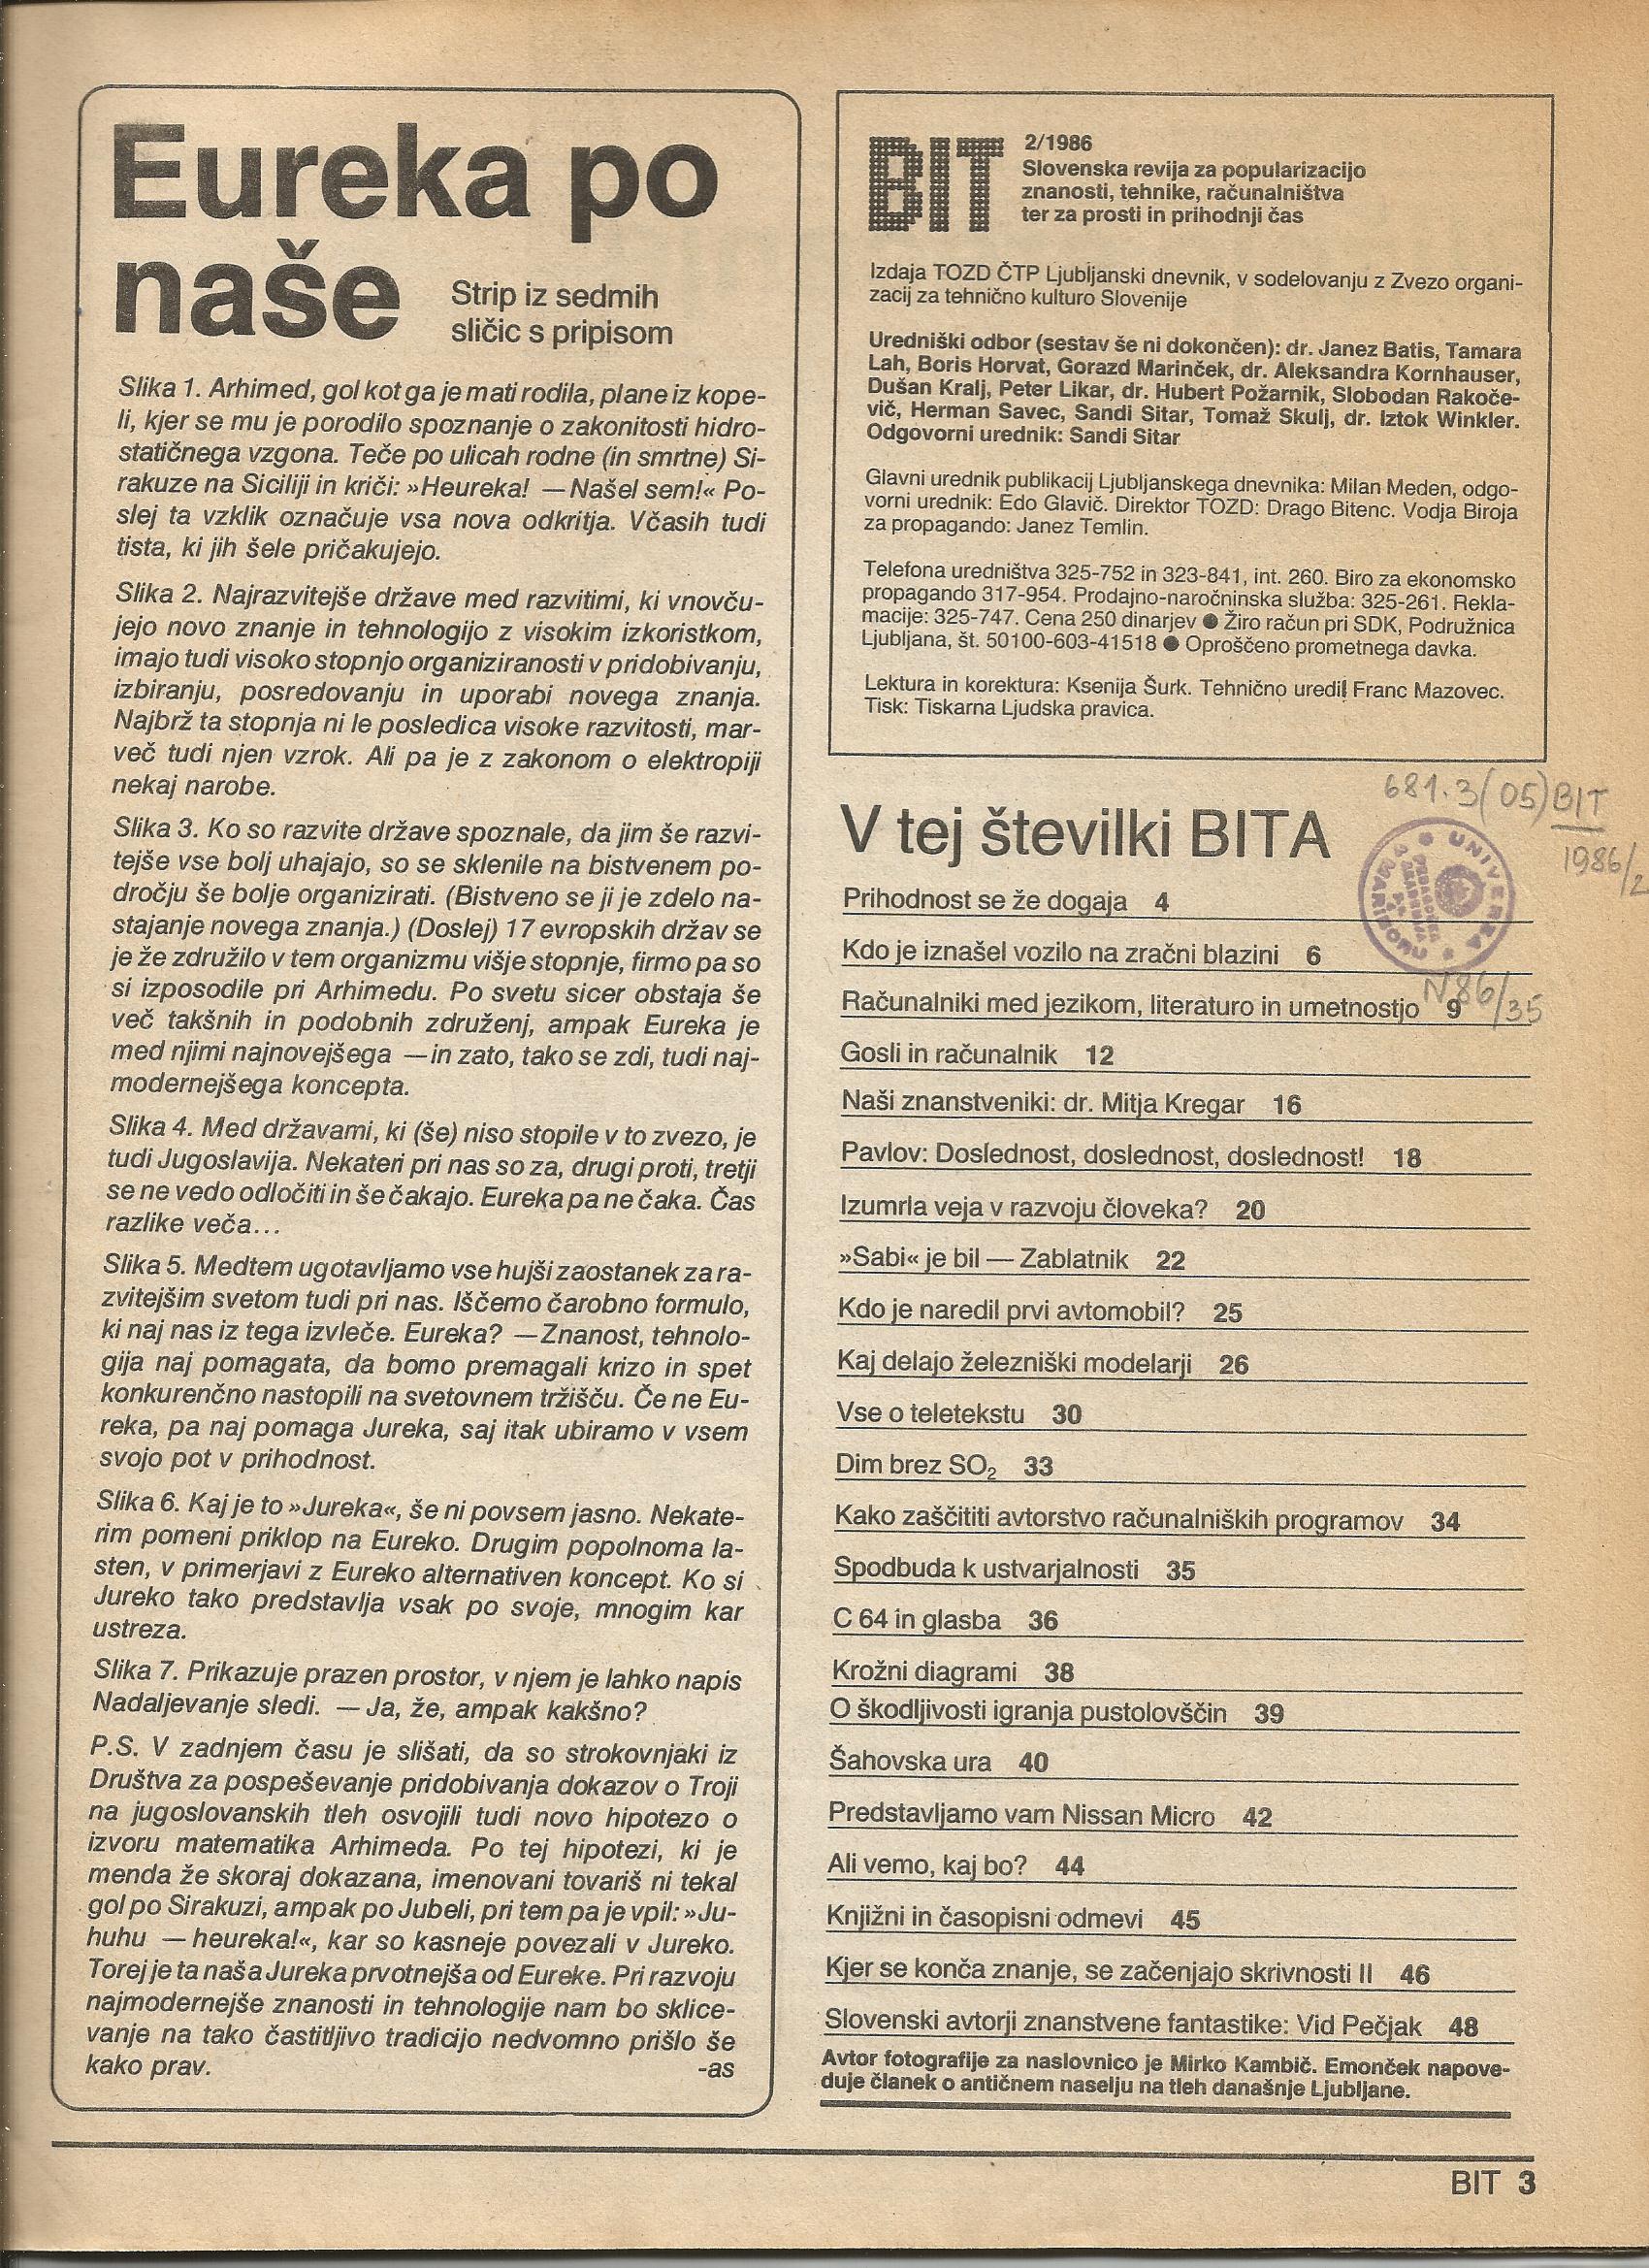 Eureka po
naše
Strip iz sedmih
sličic s pripisom
Slika 1. Arhimed, gol kot ga je mati rodila, plane iz kope-
li, kjer se mu je porodilo spoznanje o zakonitosti hidro-
statičnega vzgona. Teče po ulicah rodne (in smrtne) Si-
rakuze na Siciliji in kriči: »Heureka! —Našel sem!« Po-
slej ta vzklik označuje vsa nova odkritja. Včasih tudi
tista, ki jih šele pričakujejo.
Slika 2. Najrazvitejše države med razvitimi, ki vnovču-
jejo novo znanje in tehnologijo z visokim izkoristkom,
imajo tudi visoko stopnjo organiziranosti v pridobivanju,
izbiranju, posredovanju in uporabi novega znanja.
Najbrž ta stopnja ni le posledica visoke razvitosti, mar-
več tudi njen vzrok. Ali pa je z zakonom o elektropiji
nekaj narobe.
Slika 3. Ko so razvite države spoznale, da jim še razvi-
tejše vse bolj uhajajo, so se sklenile na bistvenem po-
dročju še bolje organizirati. (Bistveno se ji je zdelo na-
stajanje novega znanja.) (Doslej) 17 evropskih držav se
je že združilo v tem organizmu višje stopnje, firmo pa so
si izposodile pri Arhimedu. Po svetu sicer obstaja še
več takšnih in podobnih združenj, ampak Eureka je
med njimi najnovejšega —in zato, tako se zdi, tudi naj-
modernejšega koncepta.
Slika 4. Med državami, ki (še) niso stopile v to zvezo, je
tudi Jugoslavija. Nekateri pri nas so za, drugi proti, tretji
se ne vedo odločiti in še čakajo. Eureka pa ne čaka. Čas
razlike veča...
Slika 5. Medtem ugotavljamo vse hujši zaostanek za ra-
zvitejšim svetom tudi pri nas. Iščemo čarobno formulo,
ki naj nas iz tega izvleče. Eureka? —Znanost, tehnolo-
gija naj pomagata, da bomo premagali krizo in spet
konkurenčno nastopili na svetovnem tržišču. Če ne Eu-
reka, pa naj pomaga Jureka, saj itak ubiramo v vsem
svojo pot v prihodnost.
Slika 6. Kaj je to »Jureka«, še ni povsem jasno. Nekate-
rim pomeni priklop na Eureko. Drugim popolnoma la-
sten, v primerjavi z Eureko alternativen koncept. Ko si
Jureko tako predstavlja vsak po svoje, mnogim kar
ustreza.
Slika 7. Prikazuje prazen prostor, v njem je lahko napis
Nadaljevanje sledi. —Ja, že, ampak kakšno?
P.S. V zadnjem času je slišati, da so strokovnjaki iz
Društva za pospeševanje pridobivanja dokazov o Troji
na jugoslovanskih tleh osvojili tudi novo hipotezo o
izvoru matematika Arhimeda. Po tej hipotezi, ki je
menda že skoraj dokazana, imenovani tovariš ni tekal
gol po Sirakuzi, ampak po Jubeli, pri tem pa je vpil: »Ju-
huhu —heureka!«, kar so kasneje povezali v Jureko.
Torej je ta naša Jureka prvotnejša od Eureke. Pri razvoju
najmodernejše znanosti in tehnologije nam bo sklice-
vanje na tako častitljivo tradicijo nedvomno prišlo še
kako prav. -as
BIT
2/1986
Slovenska revija za popularizacijo
znanosti, tehnike, računalništva
ter za prosti in prihodnji čas
Izdaja TOZD ČTP Ljubljanski dnevnik, v sodelovanju z Zvezo organi-
zacij za tehnično kulturo Slovenije
Uredniški odbor (sestav še ni dokončen): dr. Janez Batis, Tamara
Lah, Boris Horvat, Gorazd Marinček, dr. Aleksandra Kornhauser,
Dušan Kralj, Peter Likar, dr. Hubert Požarnik, Slobodan Rakoče-
vič, Herman Savec, Sandi Sitar, Tomaž Skulj, dr. Iztok Winkler.
Odgovorni urednik: Sandi Sitar
Glavni urednik publikacij Ljubljanskega dnevnika: Milan Meden, odgo-
vorni urednik: Edo Glavič. Direktor TOZD: Drago Bitenc. Vodja Biroja
za propagando: Janez Temlin.
Telefona uredništva 325-752 in 323-841, int. 260. Biro za ekonomsko
propagando 317-954. Prodajno-naročninska služba: 325-261. Rekla-
macije: 325-747. Cena 250 dinarjev ● Žiro račun pri SDK, Podružnica
Ljubljana, št. 50100-603-41518 ● Oproščeno prometnega davka.
Lektura in korektura: Ksenija Šurk. Tehnično uredil Franc Mazovec.
Tisk: Tiskarna Ljudska pravica.
681.3(05)BIT
1986/2
V tej številki BITA
UNIVERZA V MARIBORU
N86/35
Prihodnost se že dogaja 4
Kdo je iznašel vozilo na zračni blazini 6
Računalniki med jezikom, literaturo in umetnostjo 9
Gosli in računalnik 12
Naši znanstveniki: dr. Mitja Kregar 16
Pavlov: Doslednost, doslednost, doslednost! 18
Izumrla veja v razvoju človeka? 20
»Sabi« je bil — Zablatnik 22
Kdo je naredil prvi avtomobil? 25
Kaj delajo železniški modelarji 26
Vse o teletekstu 30
Dim brez SO₂ 33
Kako zaščititi avtorstvo računalniških programov 34
Spodbuda k ustvarjalnosti 35
C 64 in glasba 36
Krožni diagrami 38
O škodljivosti igranja pustolovščin 39
Šahovska ura 40
Predstavljamo vam Nissan Micro 42
Ali vemo, kaj bo? 44
Knjižni in časopisni odmevi 45
Kjer se konča znanje, se začenjajo skrivnosti II 46
Slovenski avtorji znanstvene fantastike: Vid Pečjak 48
Avtor fotografije za naslovnico je Mirko Kambič. Emonček napove-
duje članek o antičnem naselju na tleh današnje Ljubljane.
BIT 3